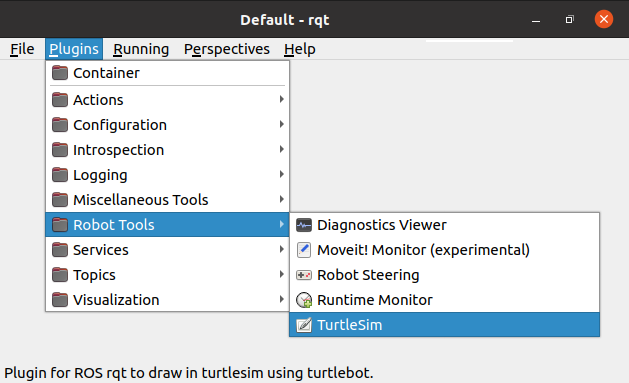 Default - rqt
File Plugins Running Perspectives Help
Container
Actions
Configuration
Introspection
Logging
Miscellaneous Tools
Robot Tools
Services
Topics
Visualization
Diagnostics Viewer
Moveit! Monitor (experimental)
Robot Steering
Runtime Monitor
TurtleSim
Plugin for ROS rqt to draw in turtlesim using turtlebot.